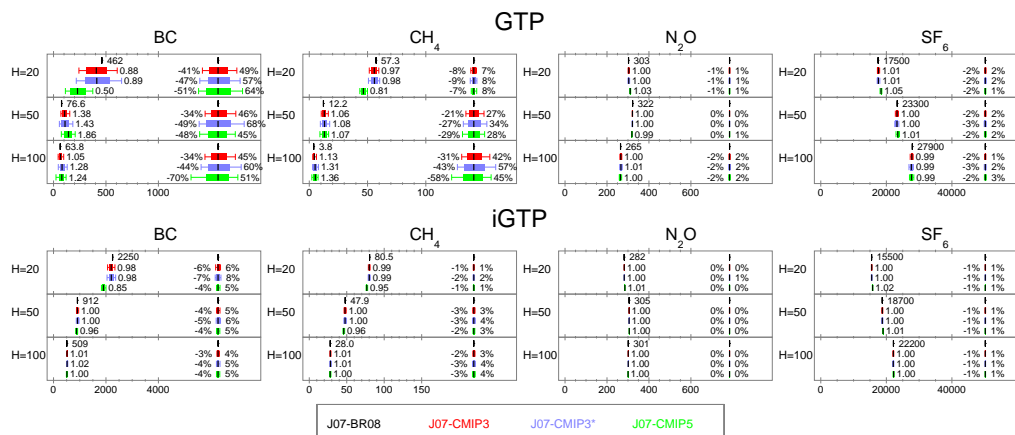 GTP
BC CH4 N2O SF6
H=20 462 57.3 303 17500
0.88 -41% 49% 0.97 -8% 7% 1.00 -1% 1% 1.01 -2% 2%
0.89 -47% 57% 0.98 -9% 8% 1.00 -1% 1% 1.01 -2% 2%
0.50 -51% 64% 0.81 -7% 8% 1.03 -1% 1% 1.05 -2% 1%
H=50 76.6 12.2 322 23300
1.38 -34% 46% 1.06 -21% 27% 1.00 0% 0% 1.00 -2% 2%
1.43 -49% 68% 1.08 -27% 34% 1.00 0% 0% 1.00 -3% 2%
1.86 -48% 45% 1.07 -29% 28% 0.99 0% 1% 1.01 -2% 2%
H=100 63.8 3.8 265 27900
1.05 -34% 45% 1.13 -31% 42% 1.00 -2% 2% 0.99 -2% 1%
1.28 -44% 60% 1.31 -43% 57% 1.01 -2% 2% 0.99 -3% 2%
1.24 -70% 51% 1.36 -58% 45% 1.00 -2% 2% 0.99 -2% 3%
0 400 1000 0 50 100 0 200 400 600 20000 40000
iGTP
BC CH4 N2O SF6
H=20 2250 80.5 282 15500
0.98 -6% 6% 0.99 -1% 1% 1.00 0% 0% 1.00 -1% 1%
0.98 -7% 8% 0.99 -2% 2% 1.00 0% 0% 1.00 -1% 1%
0.85 -4% 5% 0.95 -1% 1% 1.01 0% 0% 1.02 -1% 1%
H=50 912 47.9 305 18700
1.00 -4% 5% 1.00 -3% 3% 1.00 0% 0% 1.00 -1% 1%
1.00 -5% 6% 1.00 -3% 4% 1.00 0% 0% 1.00 -1% 1%
0.96 -4% 5% 0.96 -2% 3% 1.00 0% 0% 1.01 -1% 1%
H=100 509 28.0 301 22200
1.01 -3% 4% 1.01 -2% 3% 1.00 0% 0% 1.00 -1% 1%
1.02 -4% 5% 1.01 -3% 4% 1.00 0% 0% 1.00 -1% 1%
1.00 -4% 5% 1.01 -3% 4% 1.00 0% 0% 1.00 -1% 1%
0 2000 4000 0 50 150 0 200 400 600 20000 40000
J07-BR08 J07-CMIP3 J07-CMIP3* J07-CMIP5